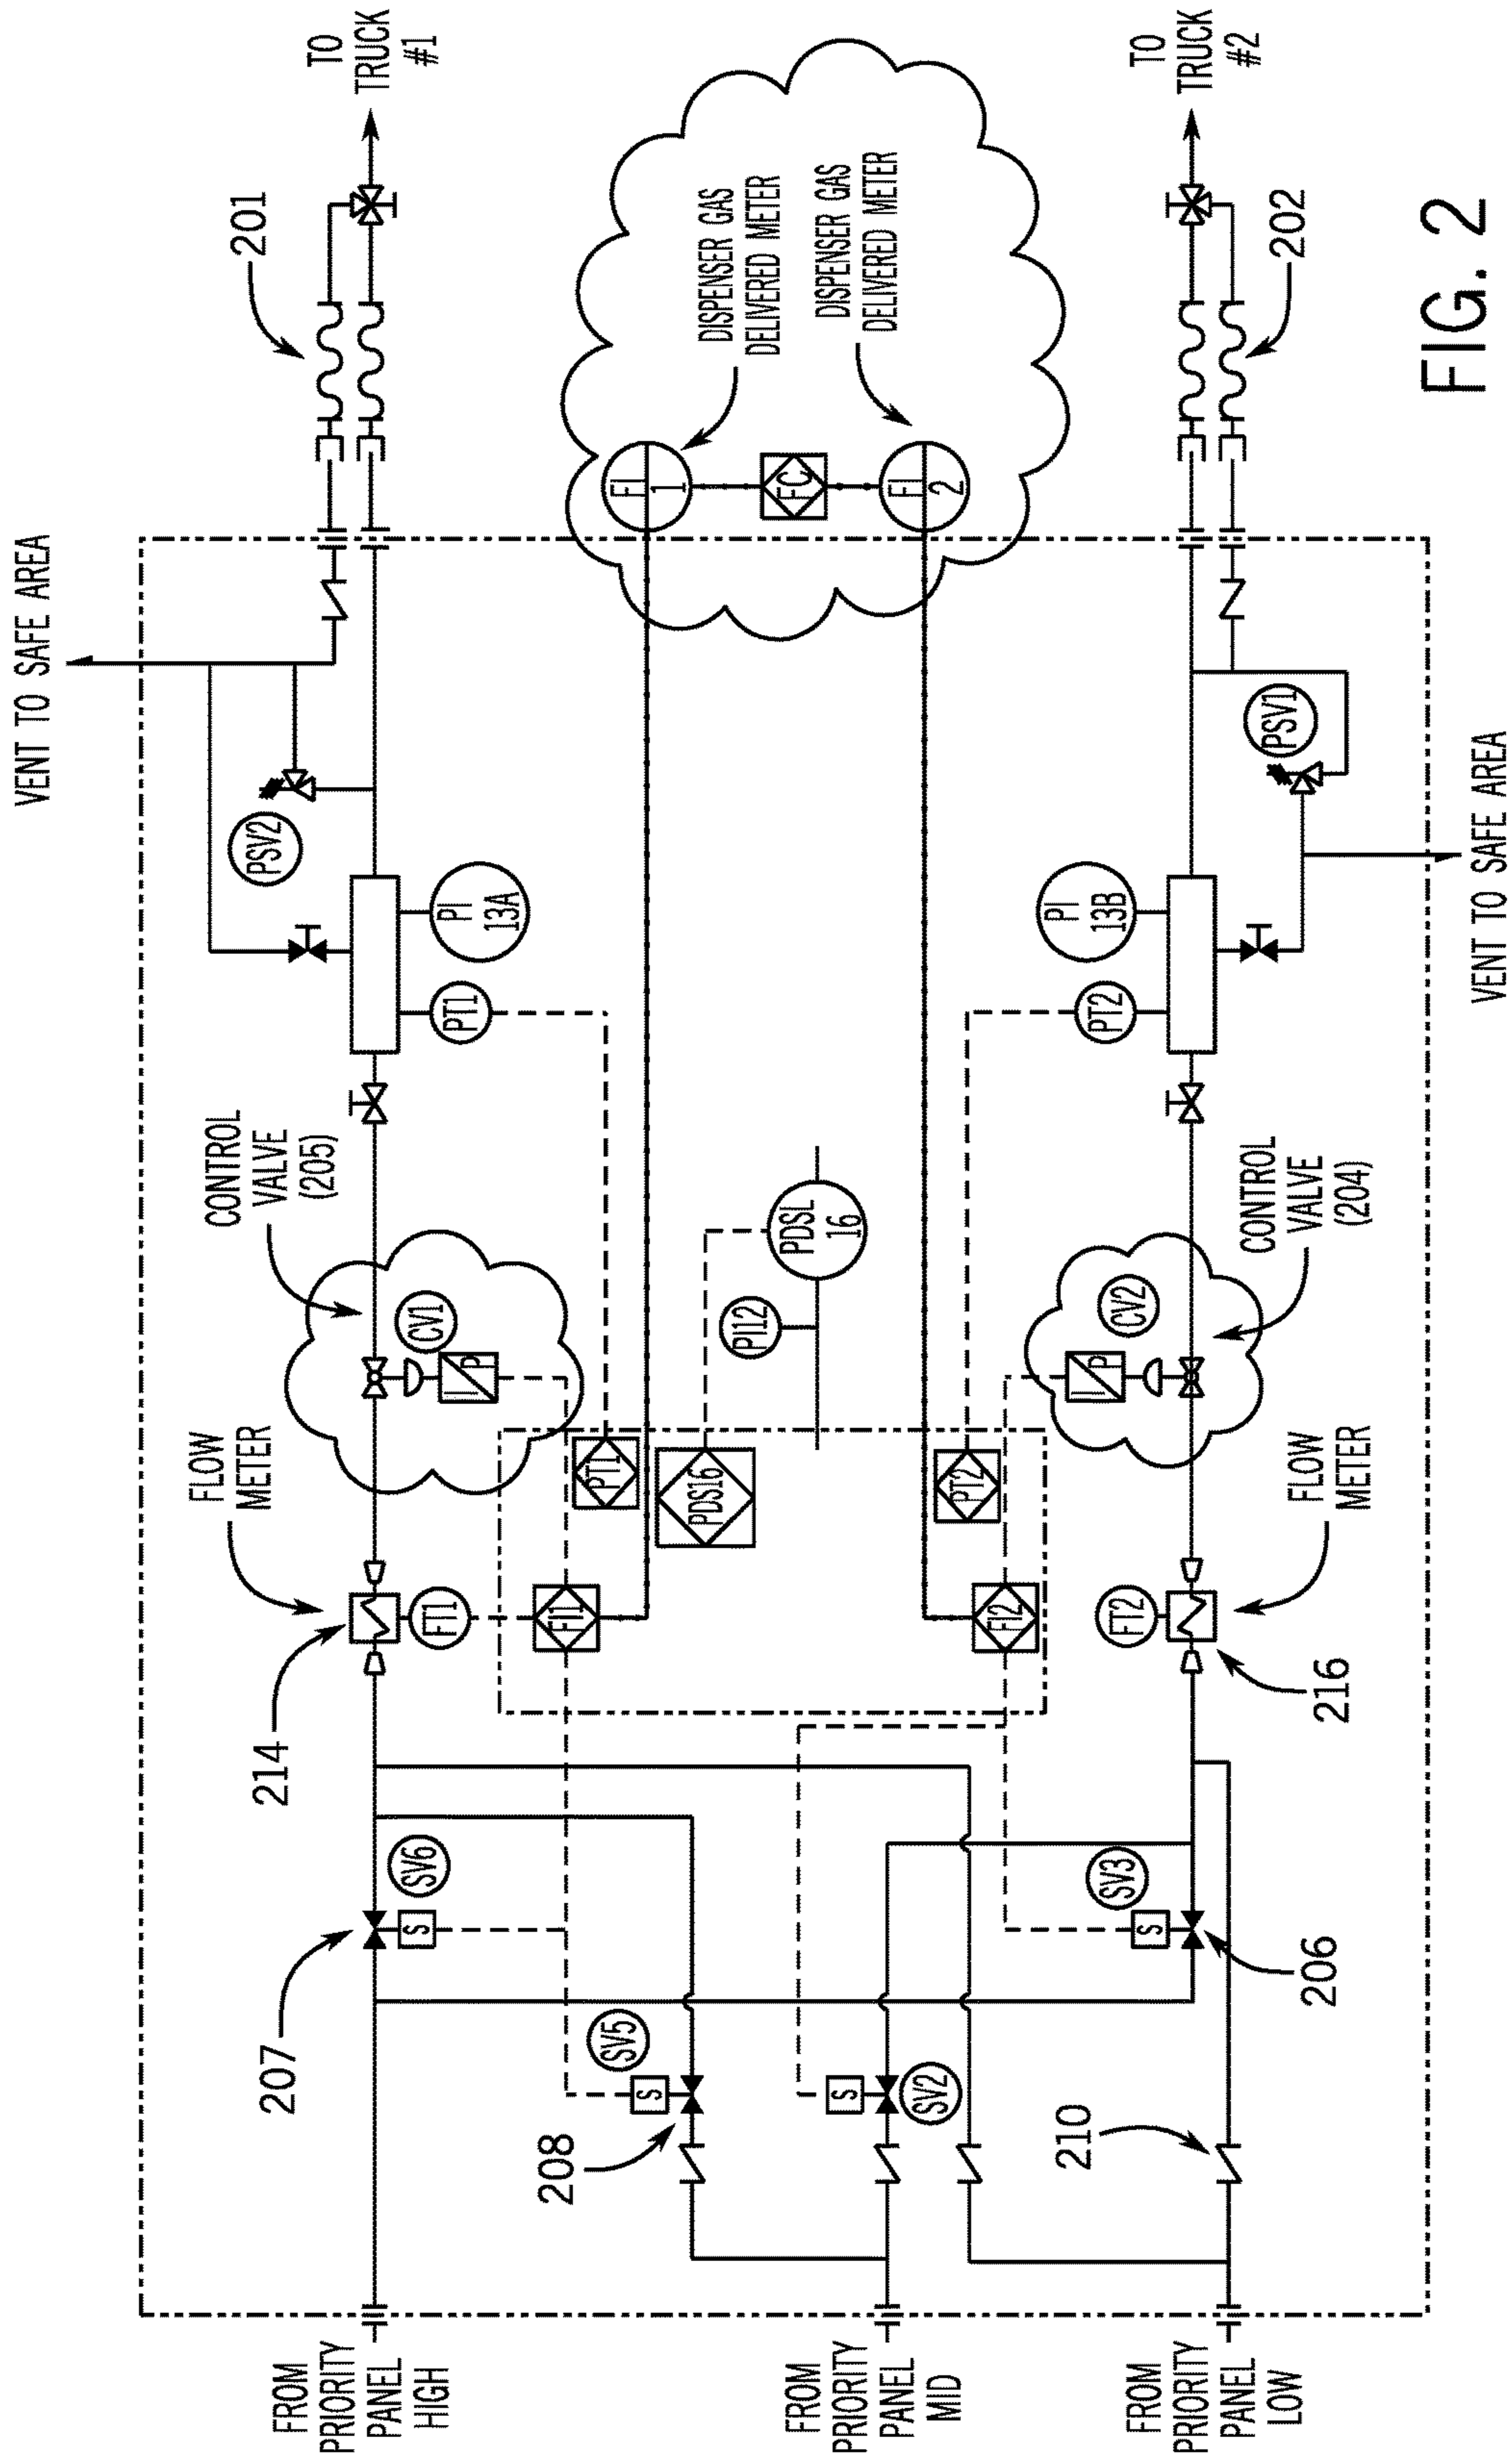 VENT TO SAFE AREA
201
TO
TRUCK
#1
PSV2
CONTROL
VALVE
(205)
FLOW
METER
214
207
SV6
FROM
PRIORITY
PANEL
HIGH
S
FT1
CV1
I
P
PT1
PI
13A
FI1
PT1
SV5
S
208
PDS16
PI12
PDSL
16
FI
1
DISPENSER GAS
DELIVERED METER
FC
DISPENSER GAS
DELIVERED METER
FI
2
FROM
PRIORITY
PANEL
MID
S
SV2
PT2
FI2
PT2
PI
13B
210
SV3
S
FT2
CV2
I
P
206
216
FLOW
METER
CONTROL
VALVE
(204)
PSV1
202
TO
TRUCK
#2
FROM
PRIORITY
PANEL
LOW
VENT TO SAFE AREA
FIG. 2